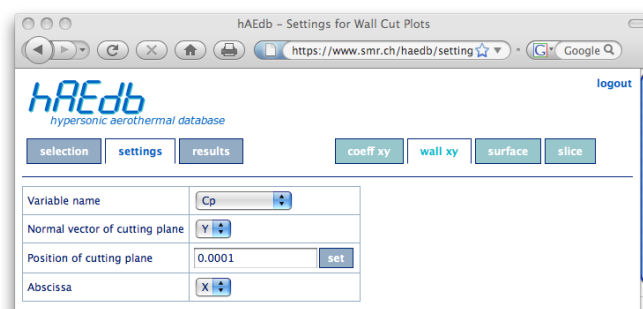 hAEdb – Settings for Wall Cut Plots
https://www.smr.ch/haedb/setting
G Google
logout
hAEdb
hypersonic aerothermal database
selection settings results coeff xy wall xy surface slice
Variable name Cp
Normal vector of cutting plane Y
Position of cutting plane 0.0001 set
Abscissa X